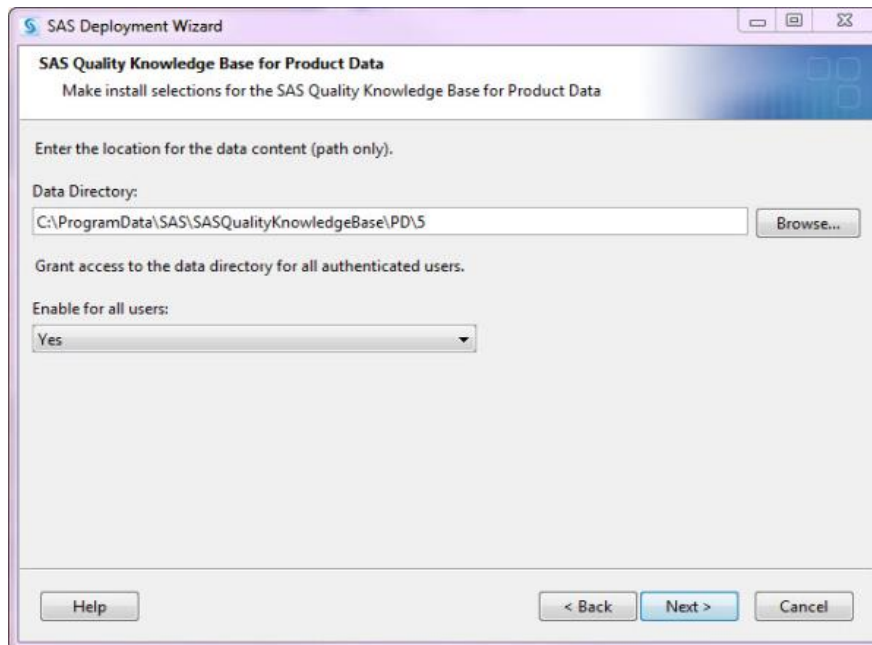 SAS Deployment Wizard
SAS Quality Knowledge Base for Product Data
Make install selections for the SAS Quality Knowledge Base for Product Data
Enter the location for the data content (path only).
Data Directory:
C:\ProgramData\SAS\SASQualityKnowledgeBase\PD\5
Browse...
Grant access to the data directory for all authenticated users.
Enable for all users:
Yes
Help
< Back
Next >
Cancel